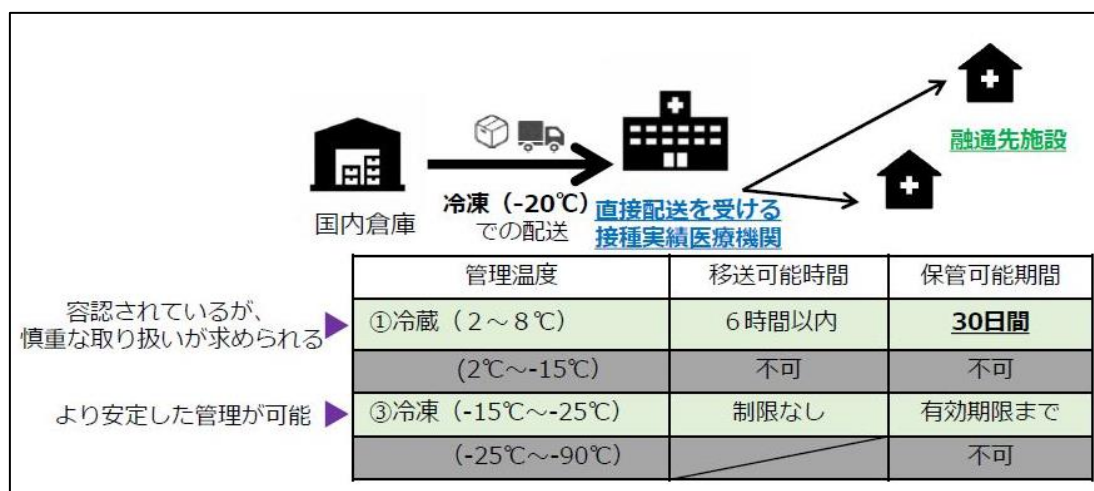 融通先施設
国内倉庫
冷凍（-20℃）
での配送
直接配送を受ける
接種実績医療機関
管理温度 移送可能時間 保管可能期間
容認されているが、
慎重な取り扱いが求められる
①冷蔵（2～8℃） 6時間以内 30日間
(2℃～-15℃) 不可 不可
より安定した管理が可能
③冷凍（-15℃～-25℃） 制限なし 有効期限まで
(-25℃～-90℃) 不可